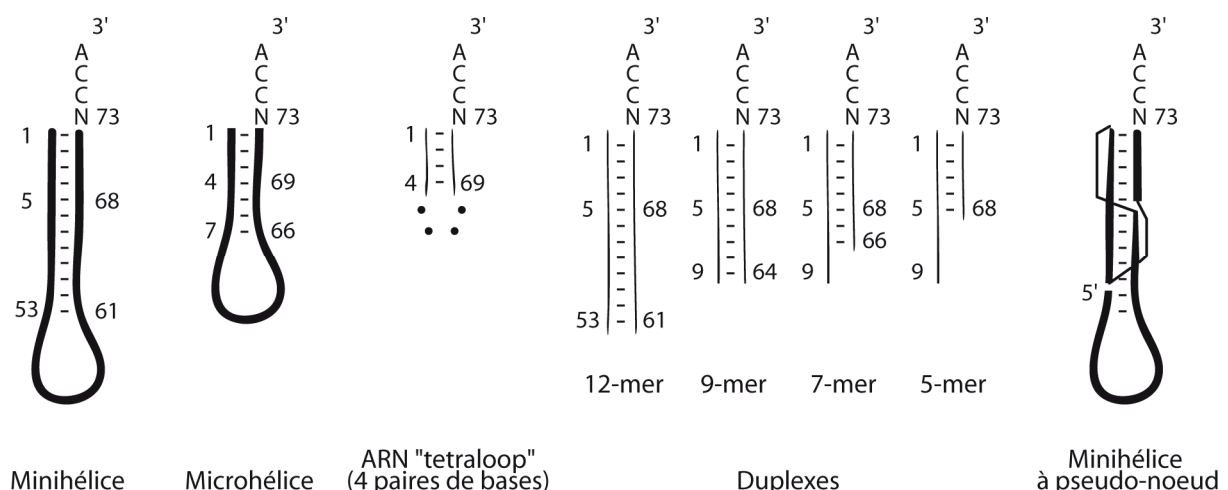 3'
A
C
C
N 73
1
5 68
53 61
Minihélice
3'
A
C
C
N 73
1
4 69
7 66
Microhélice
3'
A
C
C
N 73
1
4 69
ARN "tetraloop"
(4 paires de bases)
3'
A
C
C
N 73
1
5 68
53 61
12-mer
3'
A
C
C
N 73
1
5 68
9 64
9-mer
3'
A
C
C
N 73
1
5 68
66
9
7-mer
3'
A
C
C
N 73
1
5 68
9
5-mer
Duplexes
3'
A
C
C
N 73
5'
Minihélice
à pseudo-noeud